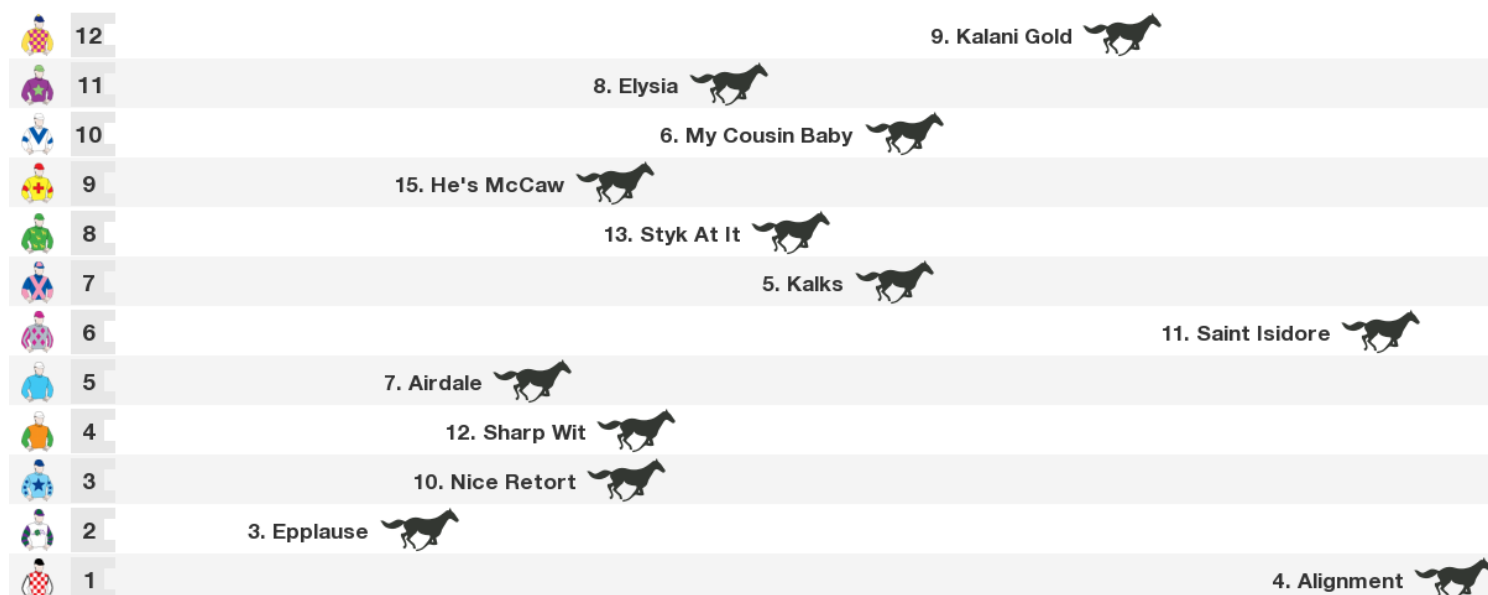 12 9. Kalani Gold
11 8. Elysia
10 6. My Cousin Baby
9 15. He's McCaw
8 13. Styk At It
7 5. Kalks
6 11. Saint Isidore
5 7. Airdale
4 12. Sharp Wit
3 10. Nice Retort
2 3. Epplause
1 4. Alignment